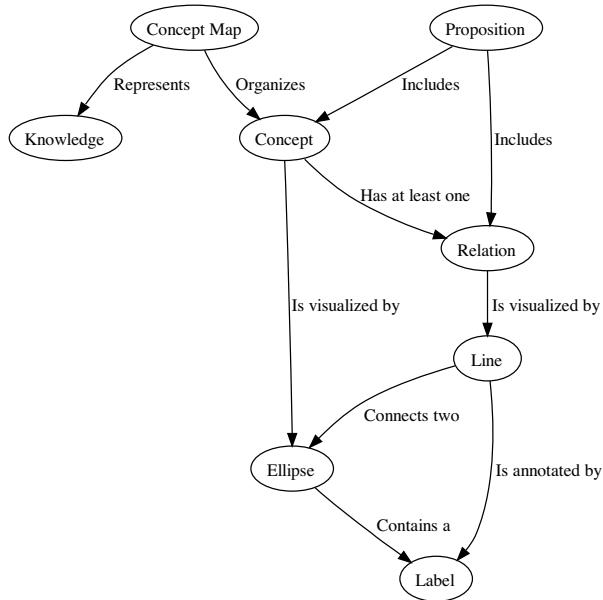 Concept Map
Proposition
Represents
Organizes
Includes
Knowledge
Concept
Includes
Has at least one
Relation
Is visualized by
Is visualized by
Line
Connects two
Ellipse
Is annotated by
Contains a
Label